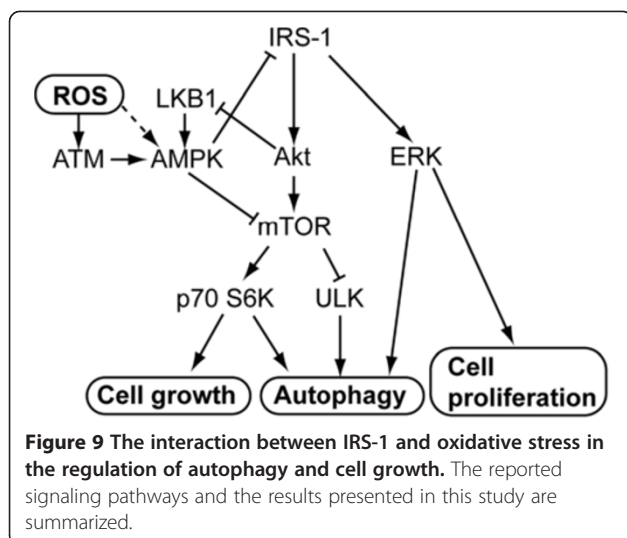 IRS-1
ROS
LKB1
ATM
AMPK
Akt
ERK
mTOR
p70 S6K
ULK
Cell growth
Autophagy
Cell
proliferation
Figure 9 The interaction between IRS-1 and oxidative stress in
the regulation of autophagy and cell growth. The reported
signaling pathways and the results presented in this study are
summarized.